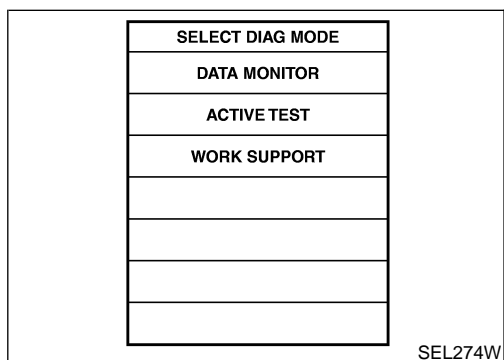 SELECT DIAG MODE
DATA MONITOR
ACTIVE TEST
WORK SUPPORT
SEL274W